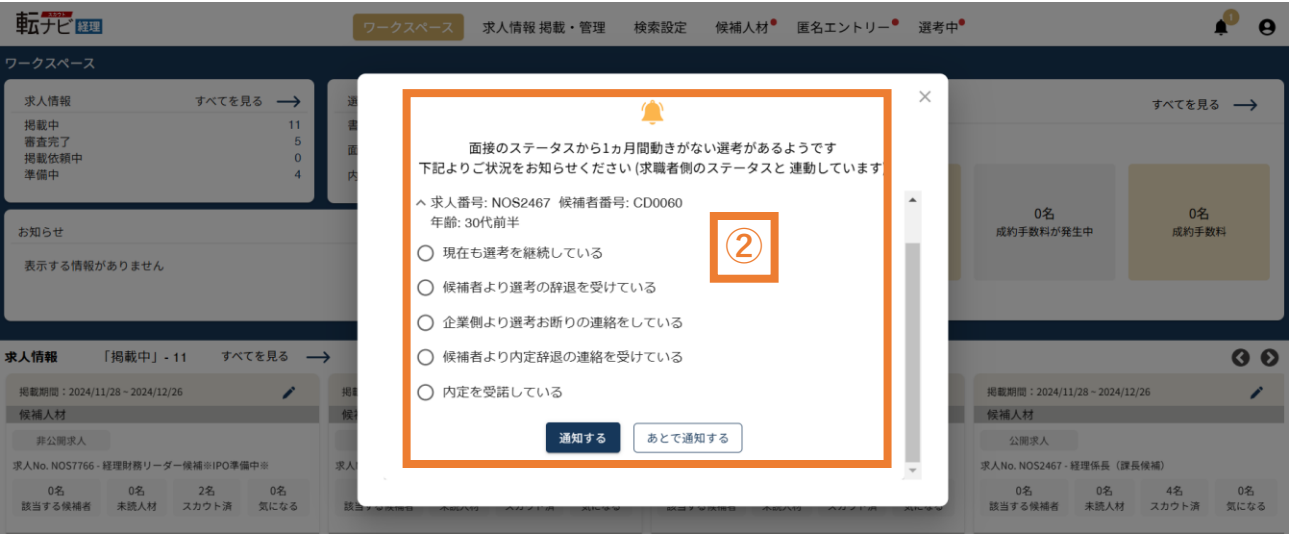 転ナビ 経理
ワークスペース 求人情報 掲載・管理 検索設定 候補人材 匿名エントリー 選考中
1
ワークスペース
求人情報 すべてを見る →
掲載中 11
審査完了 5
掲載依頼中 0
準備中 4
お知らせ
表示する情報がありません
選
書
面
内
×
面接のステータスから1ヵ月間動きがない選考があるようです
下記よりご状況をお知らせください (求職者側のステータスと 連動しています)
求人番号: NOS2467 候補者番号: CD0060
年齢: 30代前半
②
現在も選考を継続している
候補者より選考の辞退を受けている
企業側より選考お断りの連絡をしている
候補者より内定辞退の連絡を受けている
内定を受諾している
通知する あとで通知する
すべてを見る →
0名
成約手数料が発生中
0名
成約手数料
求人情報 「掲載中」- 11 すべてを見る →
掲載期間：2024/11/28 ~ 2024/12/26
候補人材
非公開求人
求人No. NOS7766 - 経理財務リーダー候補※IPO準備中※
0名 0名 2名 0名
該当する候補者 未読人材 スカウト済 気になる
掲載期間：2024/11/28 ~ 2024/12/26
候補人材
公開求人
求人No. NOS2467 - 経理係長（課長候補）
0名 0名 4名 0名
該当する候補者 未読人材 スカウト済 気になる